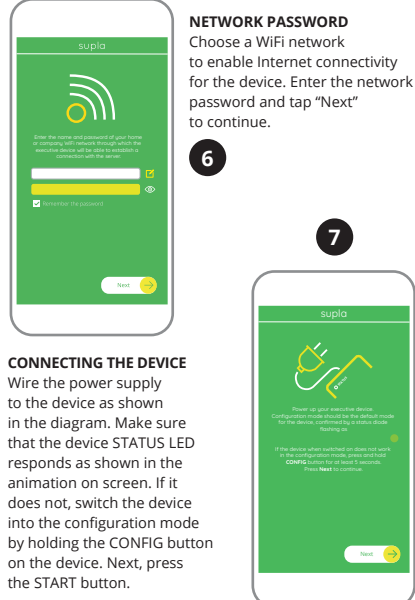 NETWORK PASSWORD
Choose a WiFi network
to enable Internet connectivity
for the device. Enter the network
password and tap “Next”
to continue.
6
supla
Enter the name and password of your home
or company WiFi network through which the
executive device will be able to establish a
connection with the server.
Remember the password
Next
CONNECTING THE DEVICE
Wire the power supply
to the device as shown
in the diagram. Make sure
that the device STATUS LED
responds as shown in the
animation on screen. If it
does not, switch the device
into the configuration mode
by holding the CONFIG button
on the device. Next, press
the START button.
7
supla
Power up your executive device.
Configuration mode should be the default mode
for the device, confirmed by a status diode
flashing as:
If the device when switched on does not work
in the configuration mode, press and hold
CONFIG button for at least 5 seconds.
Press Next to continue.
Next